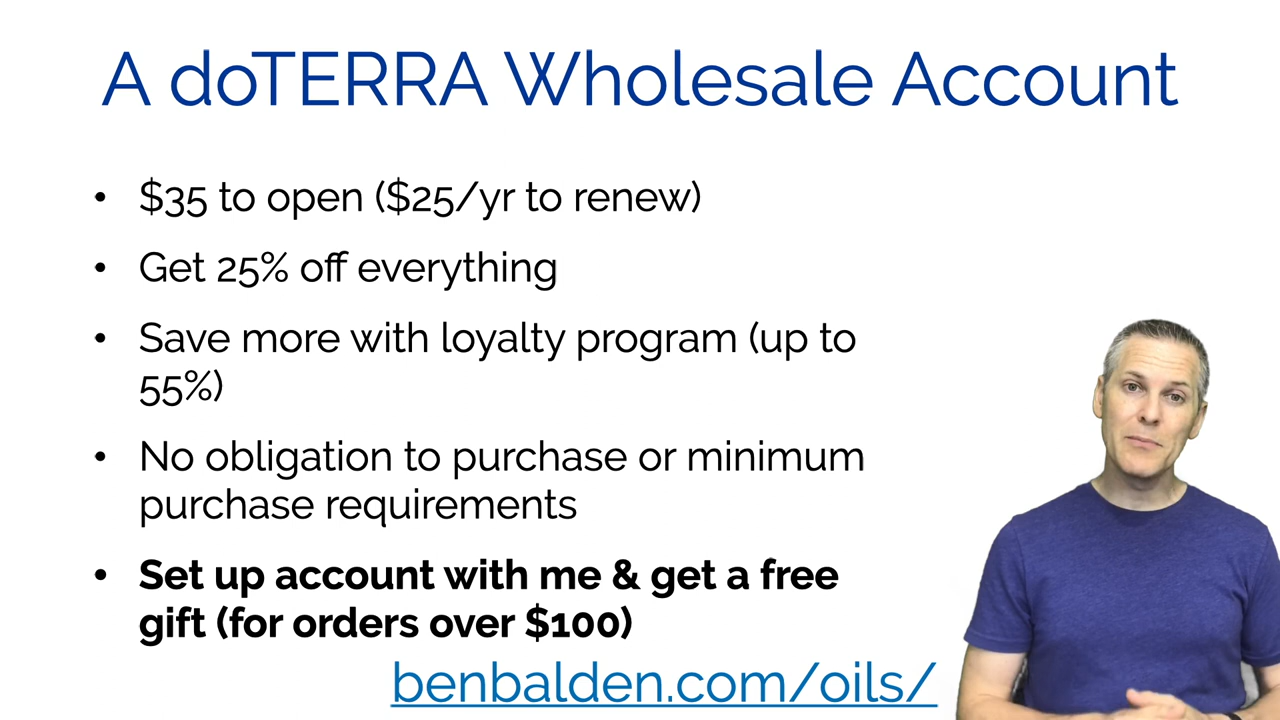 A doTERRA Wholesale Account
• $35 to open ($25/yr to renew)
• Get 25% off everything
• Save more with loyalty program (up to
55%)
• No obligation to purchase or minimum
purchase requirements
• Set up account with me & get a free
gift (for orders over $100)
benbalden.com/oils/